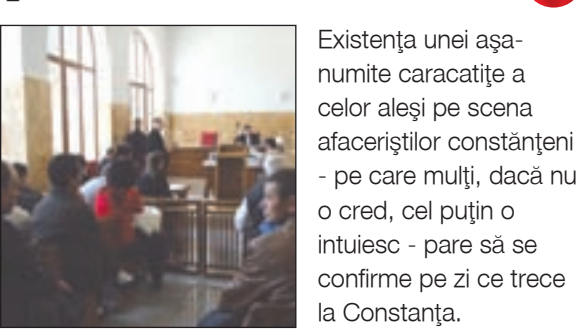 Existenţa unei aşa-
numite caracatiţe a
celor aleşi pe scena
afaceriştilor constănţeni
- pe care mulţi, dacă nu
o cred, cel puţin o
intuiesc - pare să se
confirme pe zi ce trece
la Constanţa.